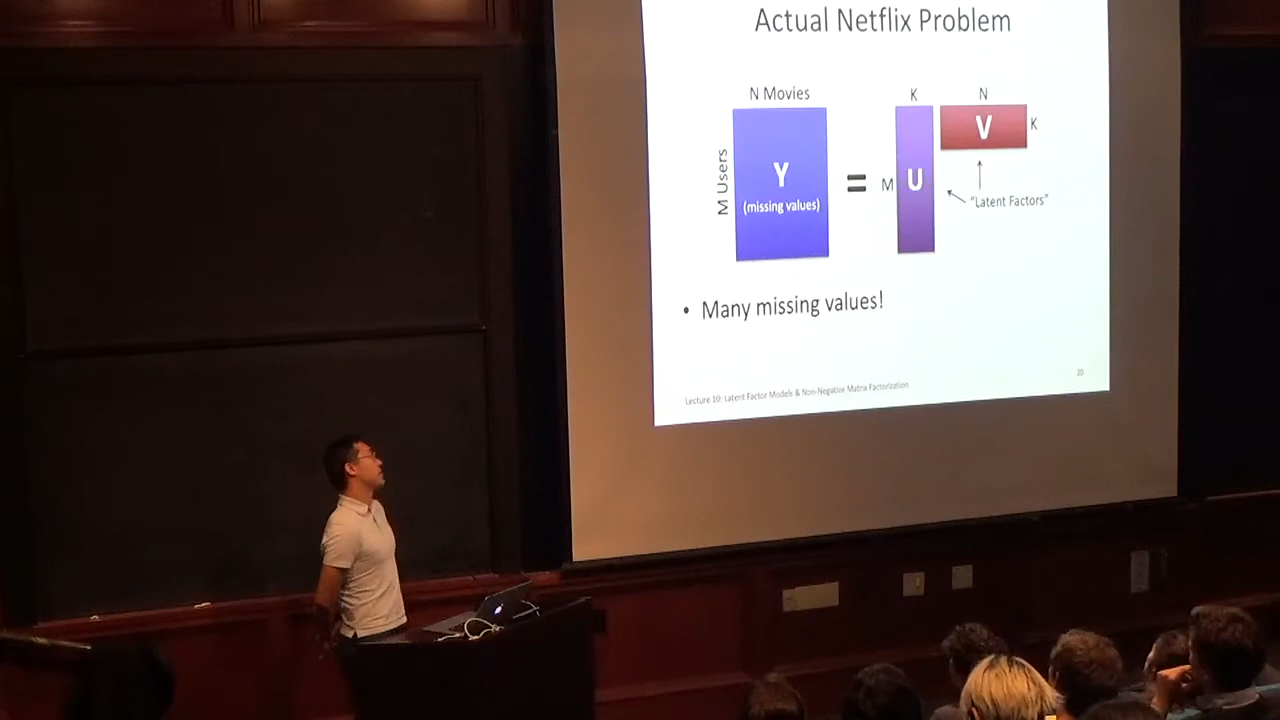 Actual Netflix Problem
N Movies
K
N
M Users
Y
(missing values)
=
M
U
V
K
"Latent Factors"
• Many missing values!
Lecture 10: Latent Factor Models & Non-Negative Matrix Factorization
20